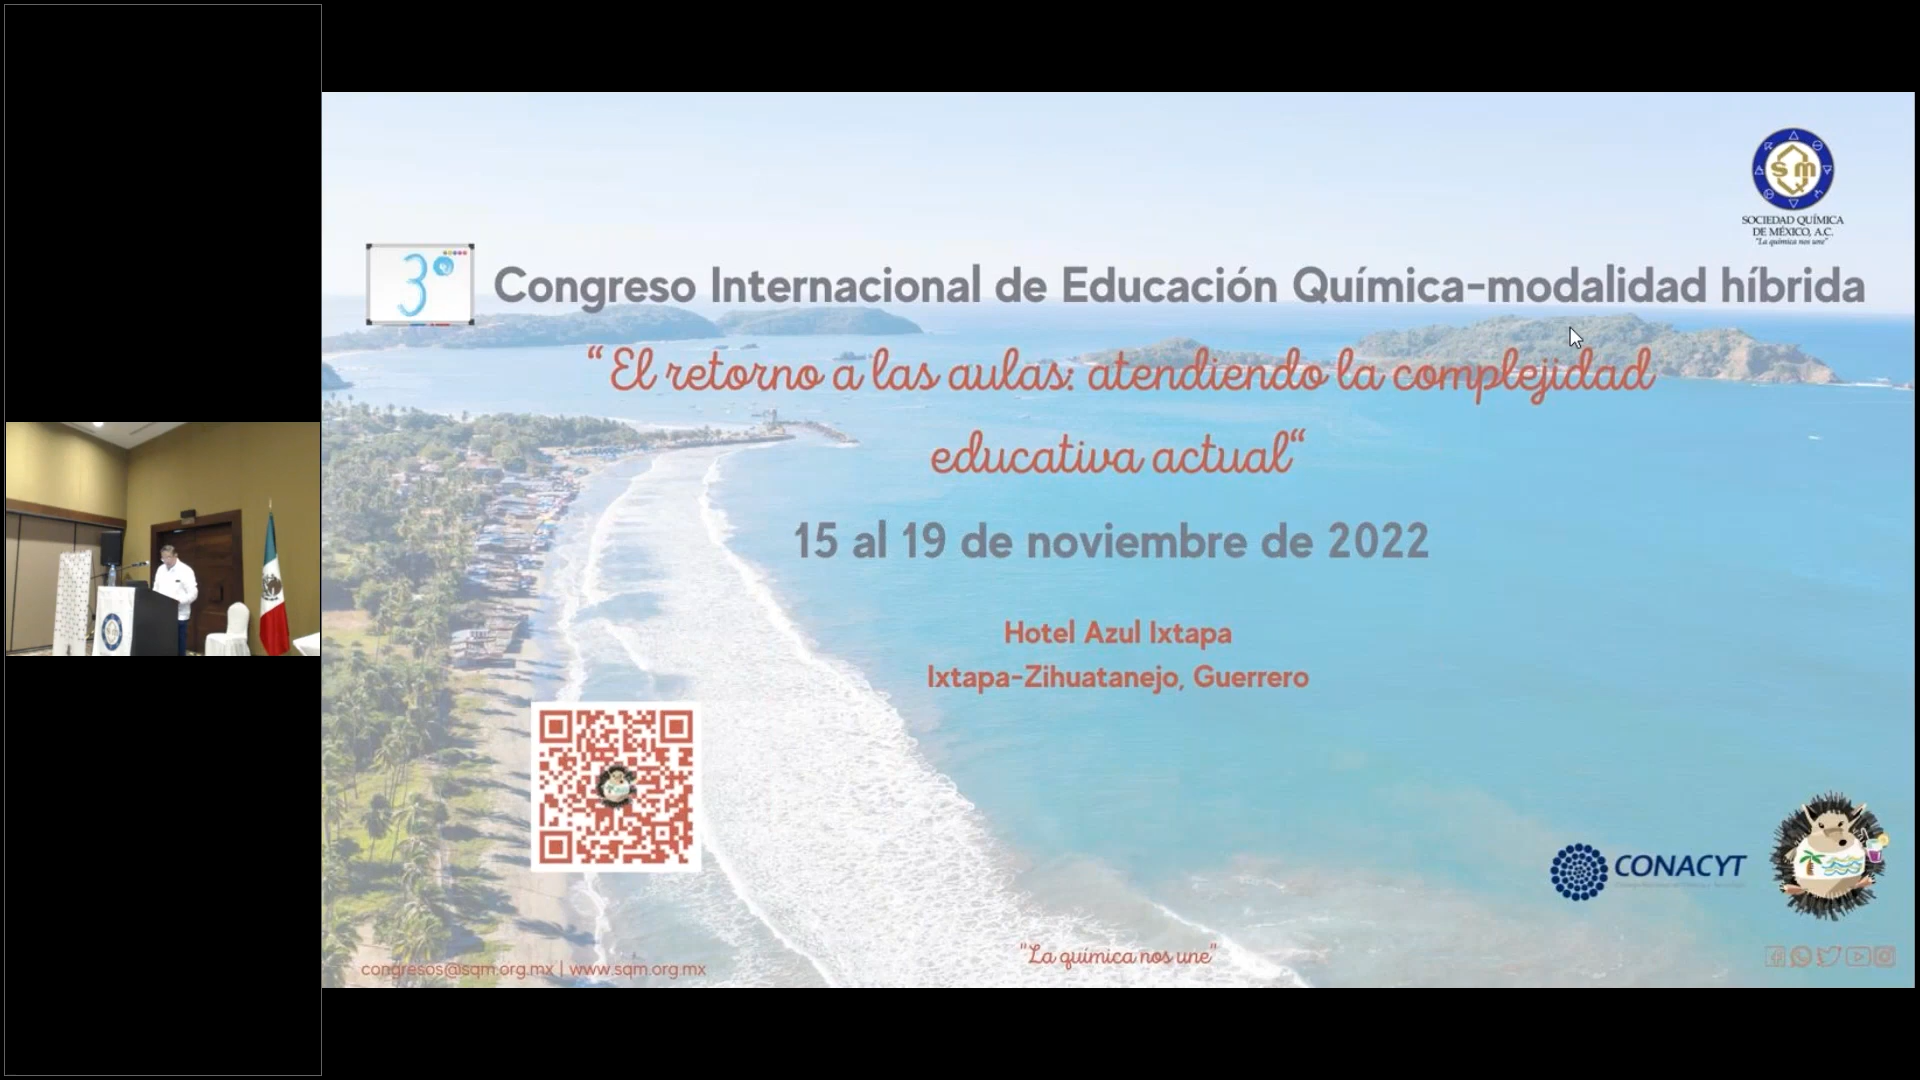 SQM
SOCIEDAD QUÍMICA
DE MÉXICO, A.C.
"La química nos une"
3° Congreso Internacional de Educación Química-modalidad híbrida
“El retorno a las aulas: atendiendo la complejidad
educativa actual“
15 al 19 de noviembre de 2022
Hotel Azul Ixtapa
Ixtapa-Zihuatanejo, Guerrero
CONACYT
"La química nos une"
congresos@sqm.org.mx | www.sqm.org.mx